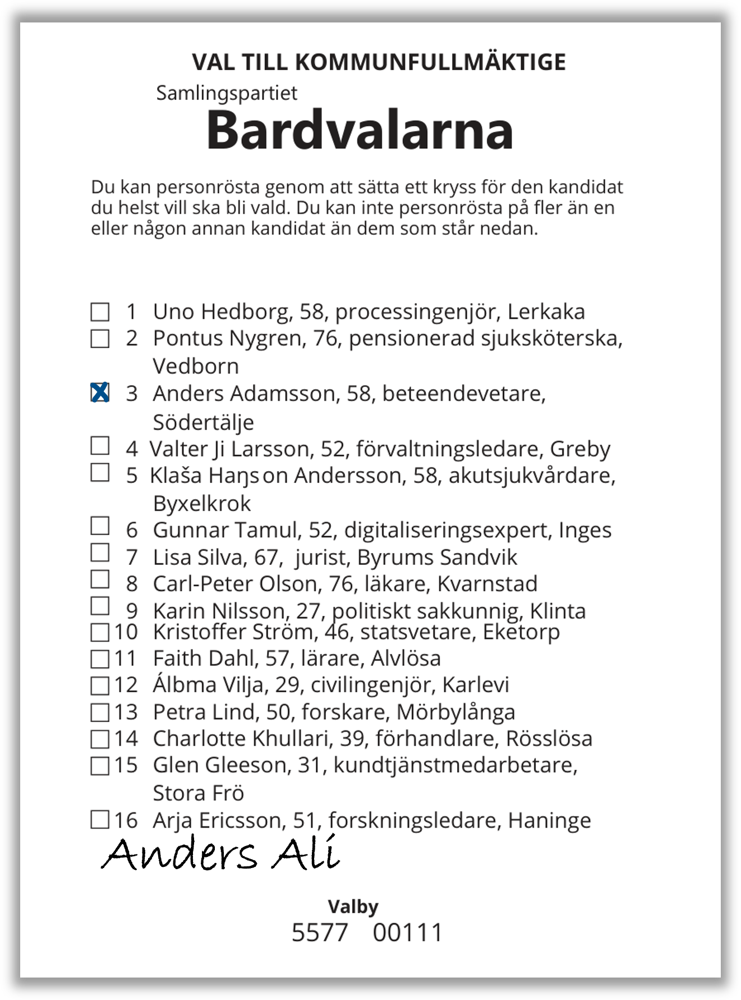 VAL TILL KOMMUNFULLMÄKTIGE
Samlingspartiet
Bardvalarna
Du kan personrösta genom att sätta ett kryss för den kandidat
du helst vill ska bli vald. Du kan inte personrösta på fler än en
eller någon annan kandidat än dem som står nedan.
1 Uno Hedborg, 58, processingenjör, Lerkaka
2 Pontus Nygren, 76, pensionerad sjuksköterska,
Vedborn
X 3 Anders Adamsson, 58, beteendevetare,
Södertälje
4 Valter Ji Larsson, 52, förvaltningsledare, Greby
5 Klaša Haŋson Andersson, 58, akutsjukvårdare,
Byxelkrok
6 Gunnar Tamul, 52, digitaliseringsexpert, Inges
7 Lisa Silva, 67, jurist, Byrums Sandvik
8 Carl-Peter Olson, 76, läkare, Kvarnstad
9 Karin Nilsson, 27, politiskt sakkunnig, Klinta
10 Kristoffer Ström, 46, statsvetare, Eketorp
11 Faith Dahl, 57, lärare, Alvlösa
12 Álbma Vilja, 29, civilingenjör, Karlevi
13 Petra Lind, 50, forskare, Mörbylånga
14 Charlotte Khullari, 39, förhandlare, Rösslösa
15 Glen Gleeson, 31, kundtjänstmedarbetare,
Stora Frö
16 Arja Ericsson, 51, forskningsledare, Haninge
Anders Ali
Valby
5577 00111